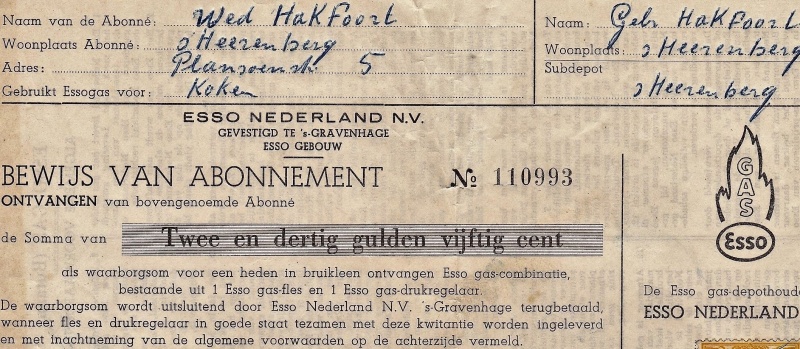 Naam van de Abonné: Wed Hakfoort
Woonplaats Abonné: s' Heerenberg
Adres: 5
Gebruikt Essogas voor: Koken
Naam: Gebr Hakfoort
Woonplaats: s Heerenberg
Subdepot
s Heerenberg
ESSO NEDERLAND N.V.
GEVESTIGD TE 's-GRAVENHAGE
ESSO GEBOUW
BEWIJS VAN ABONNEMENT № 110993
ONTVANGEN van bovengenoemde Abonné
de Somma van Twee en dertig gulden vijftig cent
als waarborgsom voor een heden in bruikleen ontvangen Esso gas-combinatie,
bestaande uit 1 Esso gas-fles en 1 Esso gas-drukregelaar.
De waarborgsom wordt uitsluitend door Esso Nederland N.V. 's-Gravenhage terugbetaald,
wanneer fles en drukregelaar in goede staat tezamen met deze kwitantie worden ingeleverd
en met inachtneming van de algemene voorwaarden op de achterzijde vermeld.
GAS
Esso
De Esso gas-depothoude
ESSO NEDERLAND